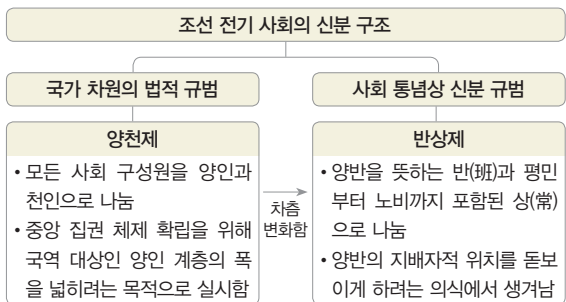 조선 전기 사회의 신분 구조
국가 차원의 법적 규범
사회 통념상 신분 규범
양천제
• 모든 사회 구성원을 양인과
천인으로 나눔
• 중앙 집권 체제 확립을 위해
국역 대상인 양인 계층의 폭
을 넓히려는 목적으로 실시함
차츰
변화함
반상제
• 양반을 뜻하는 반(班)과 평민
부터 노비까지 포함된 상(常)
으로 나눔
• 양반의 지배자적 위치를 돋보
이게 하려는 의식에서 생겨남